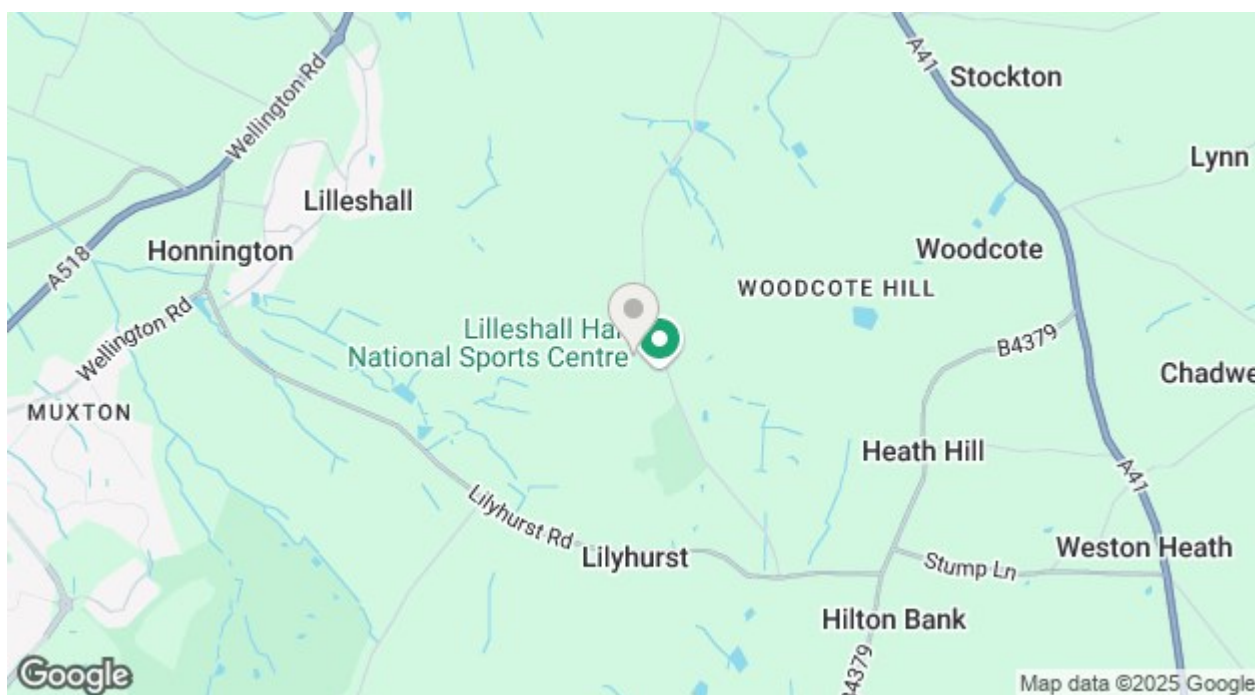 A41
Stockton
Wellington Rd
Lynn
Lilleshall
Honnington
Woodcote
A518
WOODCOTE HILL
Wellington Rd
Lilleshall Hal
National Sports Centre
B4379
Chadwe
MUXTON
Heath Hill
A41
Lilyhurst Rd
Lilyhurst
Weston Heath
Stump Ln
Hilton Bank
B4379
Google
Map data ©2025 Google